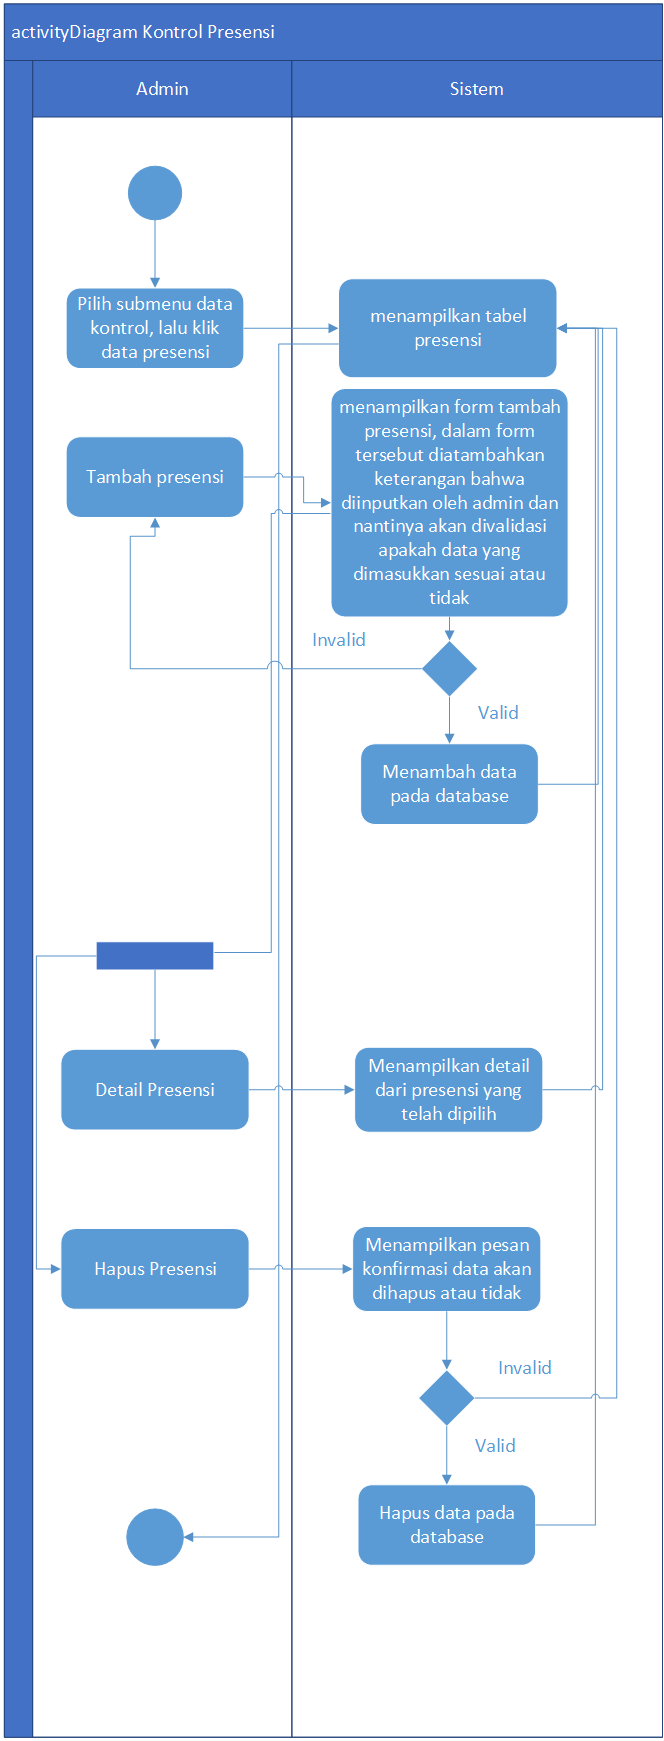 activityDiagram Kontrol Presensi
Admin
Sistem
Pilih submenu data
kontrol, lalu klik
data presensi
menampilkan tabel
presensi
Tambah presensi
menampilkan form tambah
presensi, dalam form
tersebut diatambahkan
keterangan bahwa
diinputkan oleh admin dan
nantinya akan divalidasi
apakah data yang
dimasukkan sesuai atau
tidak
Invalid
Valid
Menambah data
pada database
Detail Presensi
Menampilkan detail
dari presensi yang
telah dipilih
Hapus Presensi
Menampilkan pesan
konfirmasi data akan
dihapus atau tidak
Invalid
Valid
Hapus data pada
database